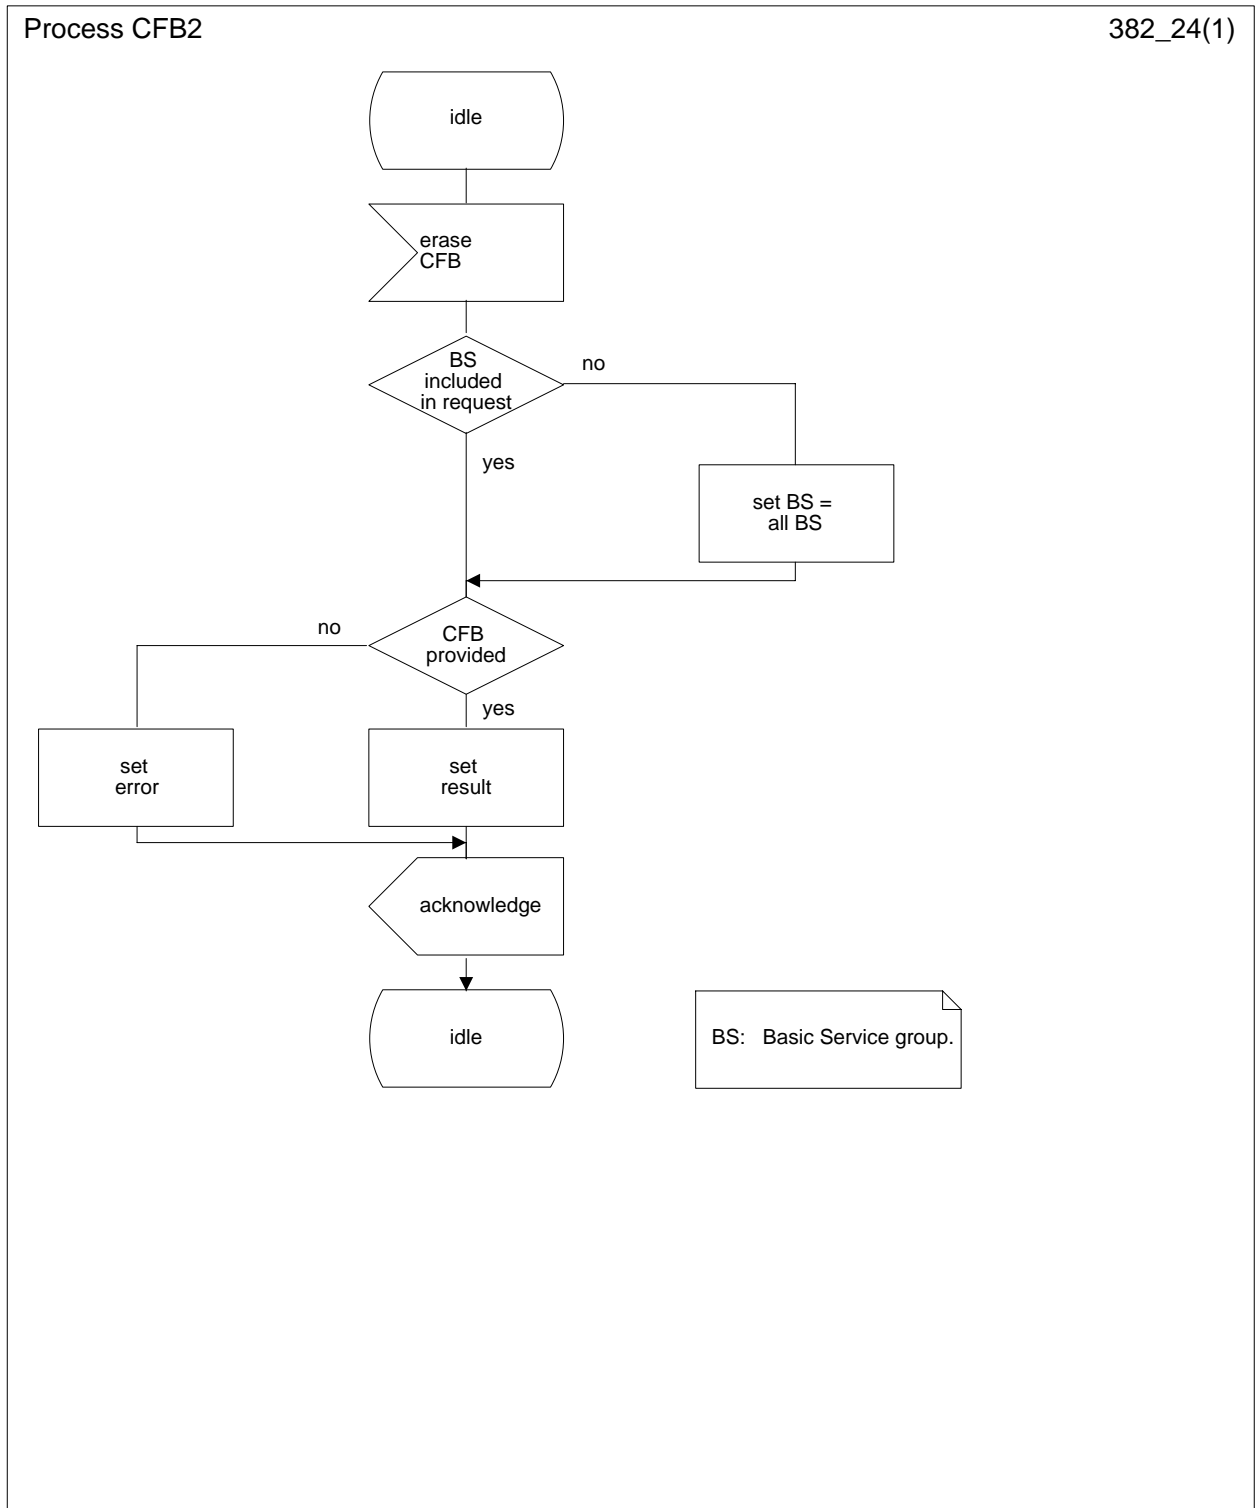 Process CFB2
382_24(1)
idle
erase
CFB
BS
included
in request
no
yes
set BS =
all BS
no
CFB
provided
yes
set
error
set
result
acknowledge
idle
BS: Basic Service group.